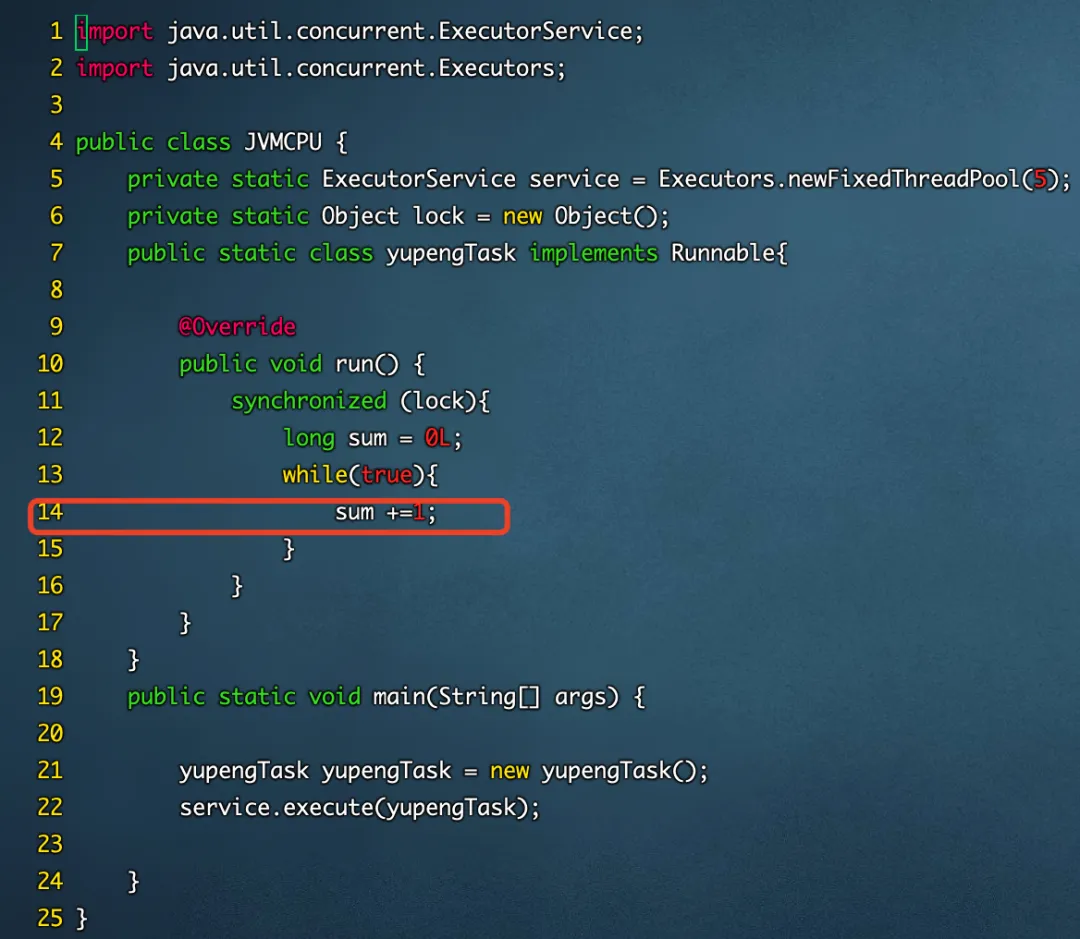 1 import java.util.concurrent.ExecutorService;
2 import java.util.concurrent.Executors;
3
4 public class JVMCPU {
5     private static ExecutorService service = Executors.newFixedThreadPool(5);
6     private static Object lock = new Object();
7     public static class yupengTask implements Runnable{
8
9         @Override
10         public void run() {
11             synchronized (lock){
12                 long sum = 0L;
13                 while(true){
14                     sum +=1;
15                 }
16             }
17         }
18     }
19     public static void main(String[] args) {
20
21         yupengTask yupengTask = new yupengTask();
22         service.execute(yupengTask);
23
24     }
25 }